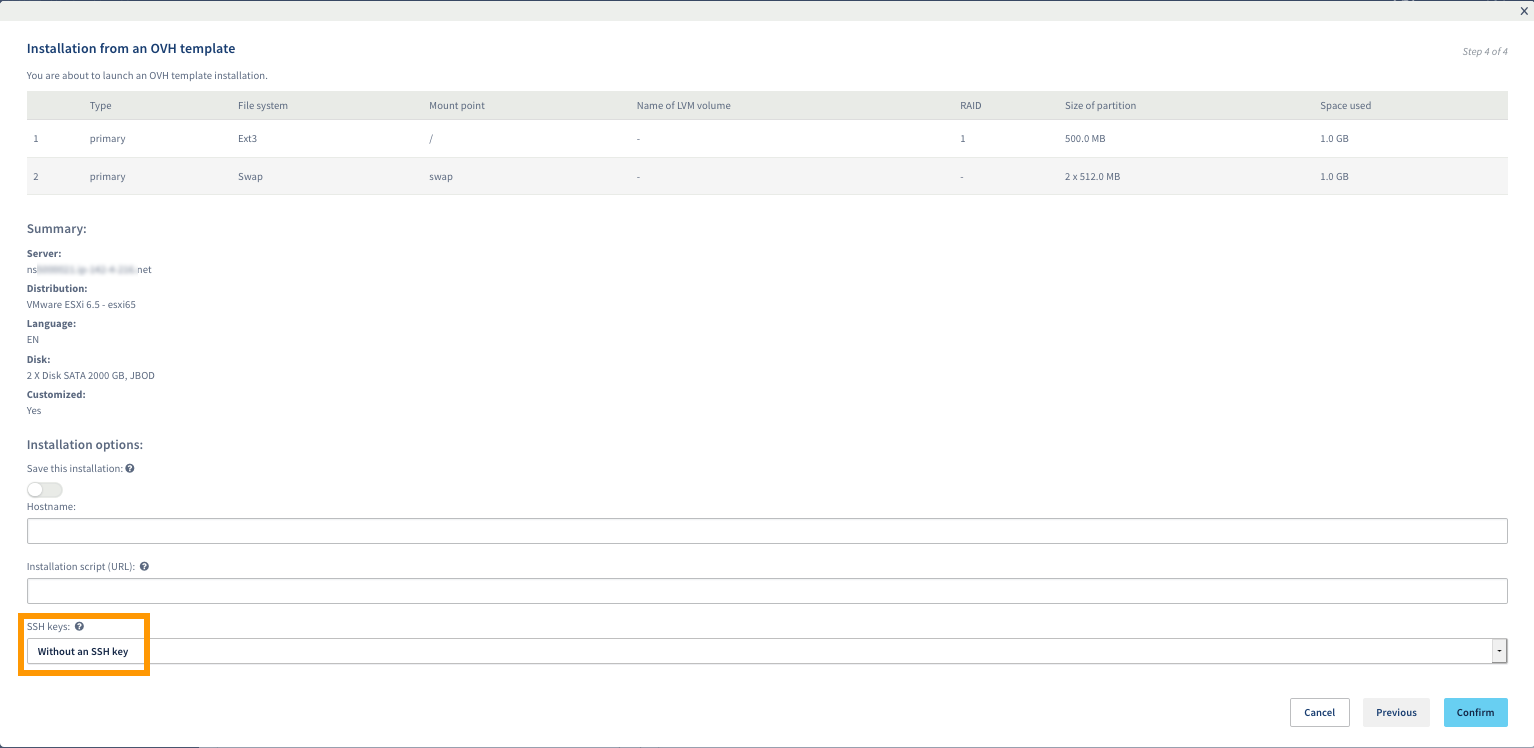 X
Installation from an OVH template
Step 4 of 4
You are about to launch an OVH template installation.
Type File system Mount point Name of LVM volume RAID Size of partition Space used
1 primary Ext3 / - 1 500.0 MB 1.0 GB
2 primary Swap swap - - 2 x 512.0 MB 1.0 GB
Summary:
Server:
ns .net
Distribution:
VMware ESXi 6.5 - esxi65
Language:
EN
Disk:
2 X Disk SATA 2000 GB, JBOD
Customized:
Yes
Installation options:
Save this installation: ?
Hostname:
Installation script (URL): ?
SSH keys: ?
Without an SSH key
Cancel Previous Confirm